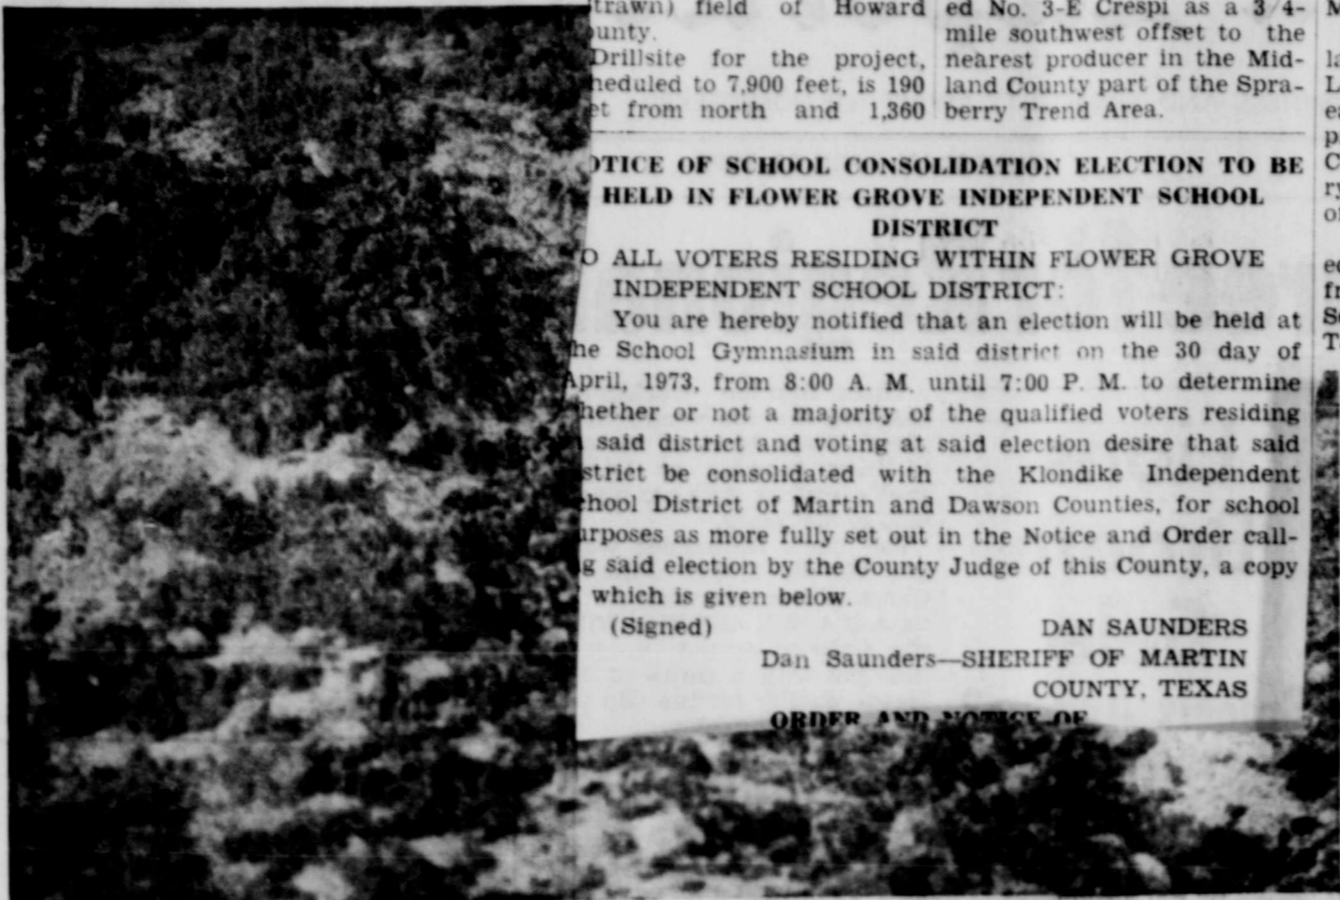 trawn) field of Howard
ounty.
Drillsite for the project,
heduled to 7,900 feet, is 190
et from north and 1,360
ed No. 3-E Crespi as a 3/4-
mile southwest offset to the
nearest producer in the Mid-
land County part of the Spra-
berry Trend Area.
OTICE OF SCHOOL CONSOLIDATION ELECTION TO BE
HELD IN FLOWER GROVE INDEPENDENT SCHOOL
DISTRICT
O ALL VOTERS RESIDING WITHIN FLOWER GROVE
INDEPENDENT SCHOOL DISTRICT:
You are hereby notified that an election will be held at
he School Gymnasium in said district on the 30 day of
April, 1973, from 8:00 A. M. until 7:00 P. M. to determine
hether or not a majority of the qualified voters residing
said district and voting at said election desire that said
strict be consolidated with the Klondike Independent
chool District of Martin and Dawson Counties, for school
urposes as more fully set out in the Notice and Order call-
g said election by the County Judge of this County, a copy
which is given below.
(Signed) DAN SAUNDERS
Dan Saunders—SHERIFF OF MARTIN
COUNTY, TEXAS
ORDER AND NOTICE OF